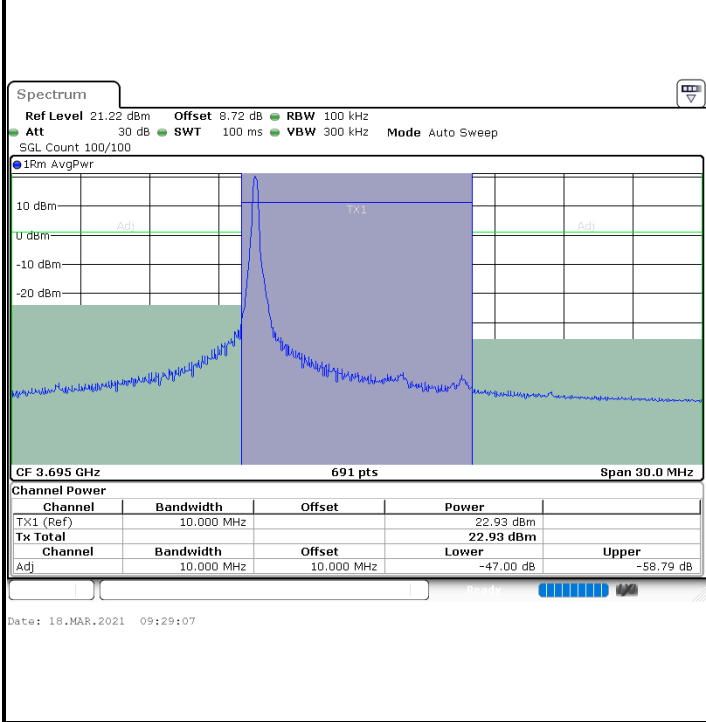 Spectrum
Ref Level 21.22 dBm Offset 8.72 dB RBW 100 kHz
Att 30 dB SWT 100 ms VBW 300 kHz Mode Auto Sweep
SGL Count 100/100
1Rm AvgPwr
10 dBm
TX1
Adj
Adj
0 dBm
-10 dBm
-20 dBm
CF 3.695 GHz 691 pts Span 30.0 MHz
Channel Power
Channel Bandwidth Offset Power
TX1 (Ref) 10.000 MHz 22.93 dBm
Tx Total 22.93 dBm
Channel Bandwidth Offset Lower Upper
Adj 10.000 MHz 10.000 MHz -47.00 dB -58.79 dB
Ready
Date: 18.MAR.2021 09:29:07